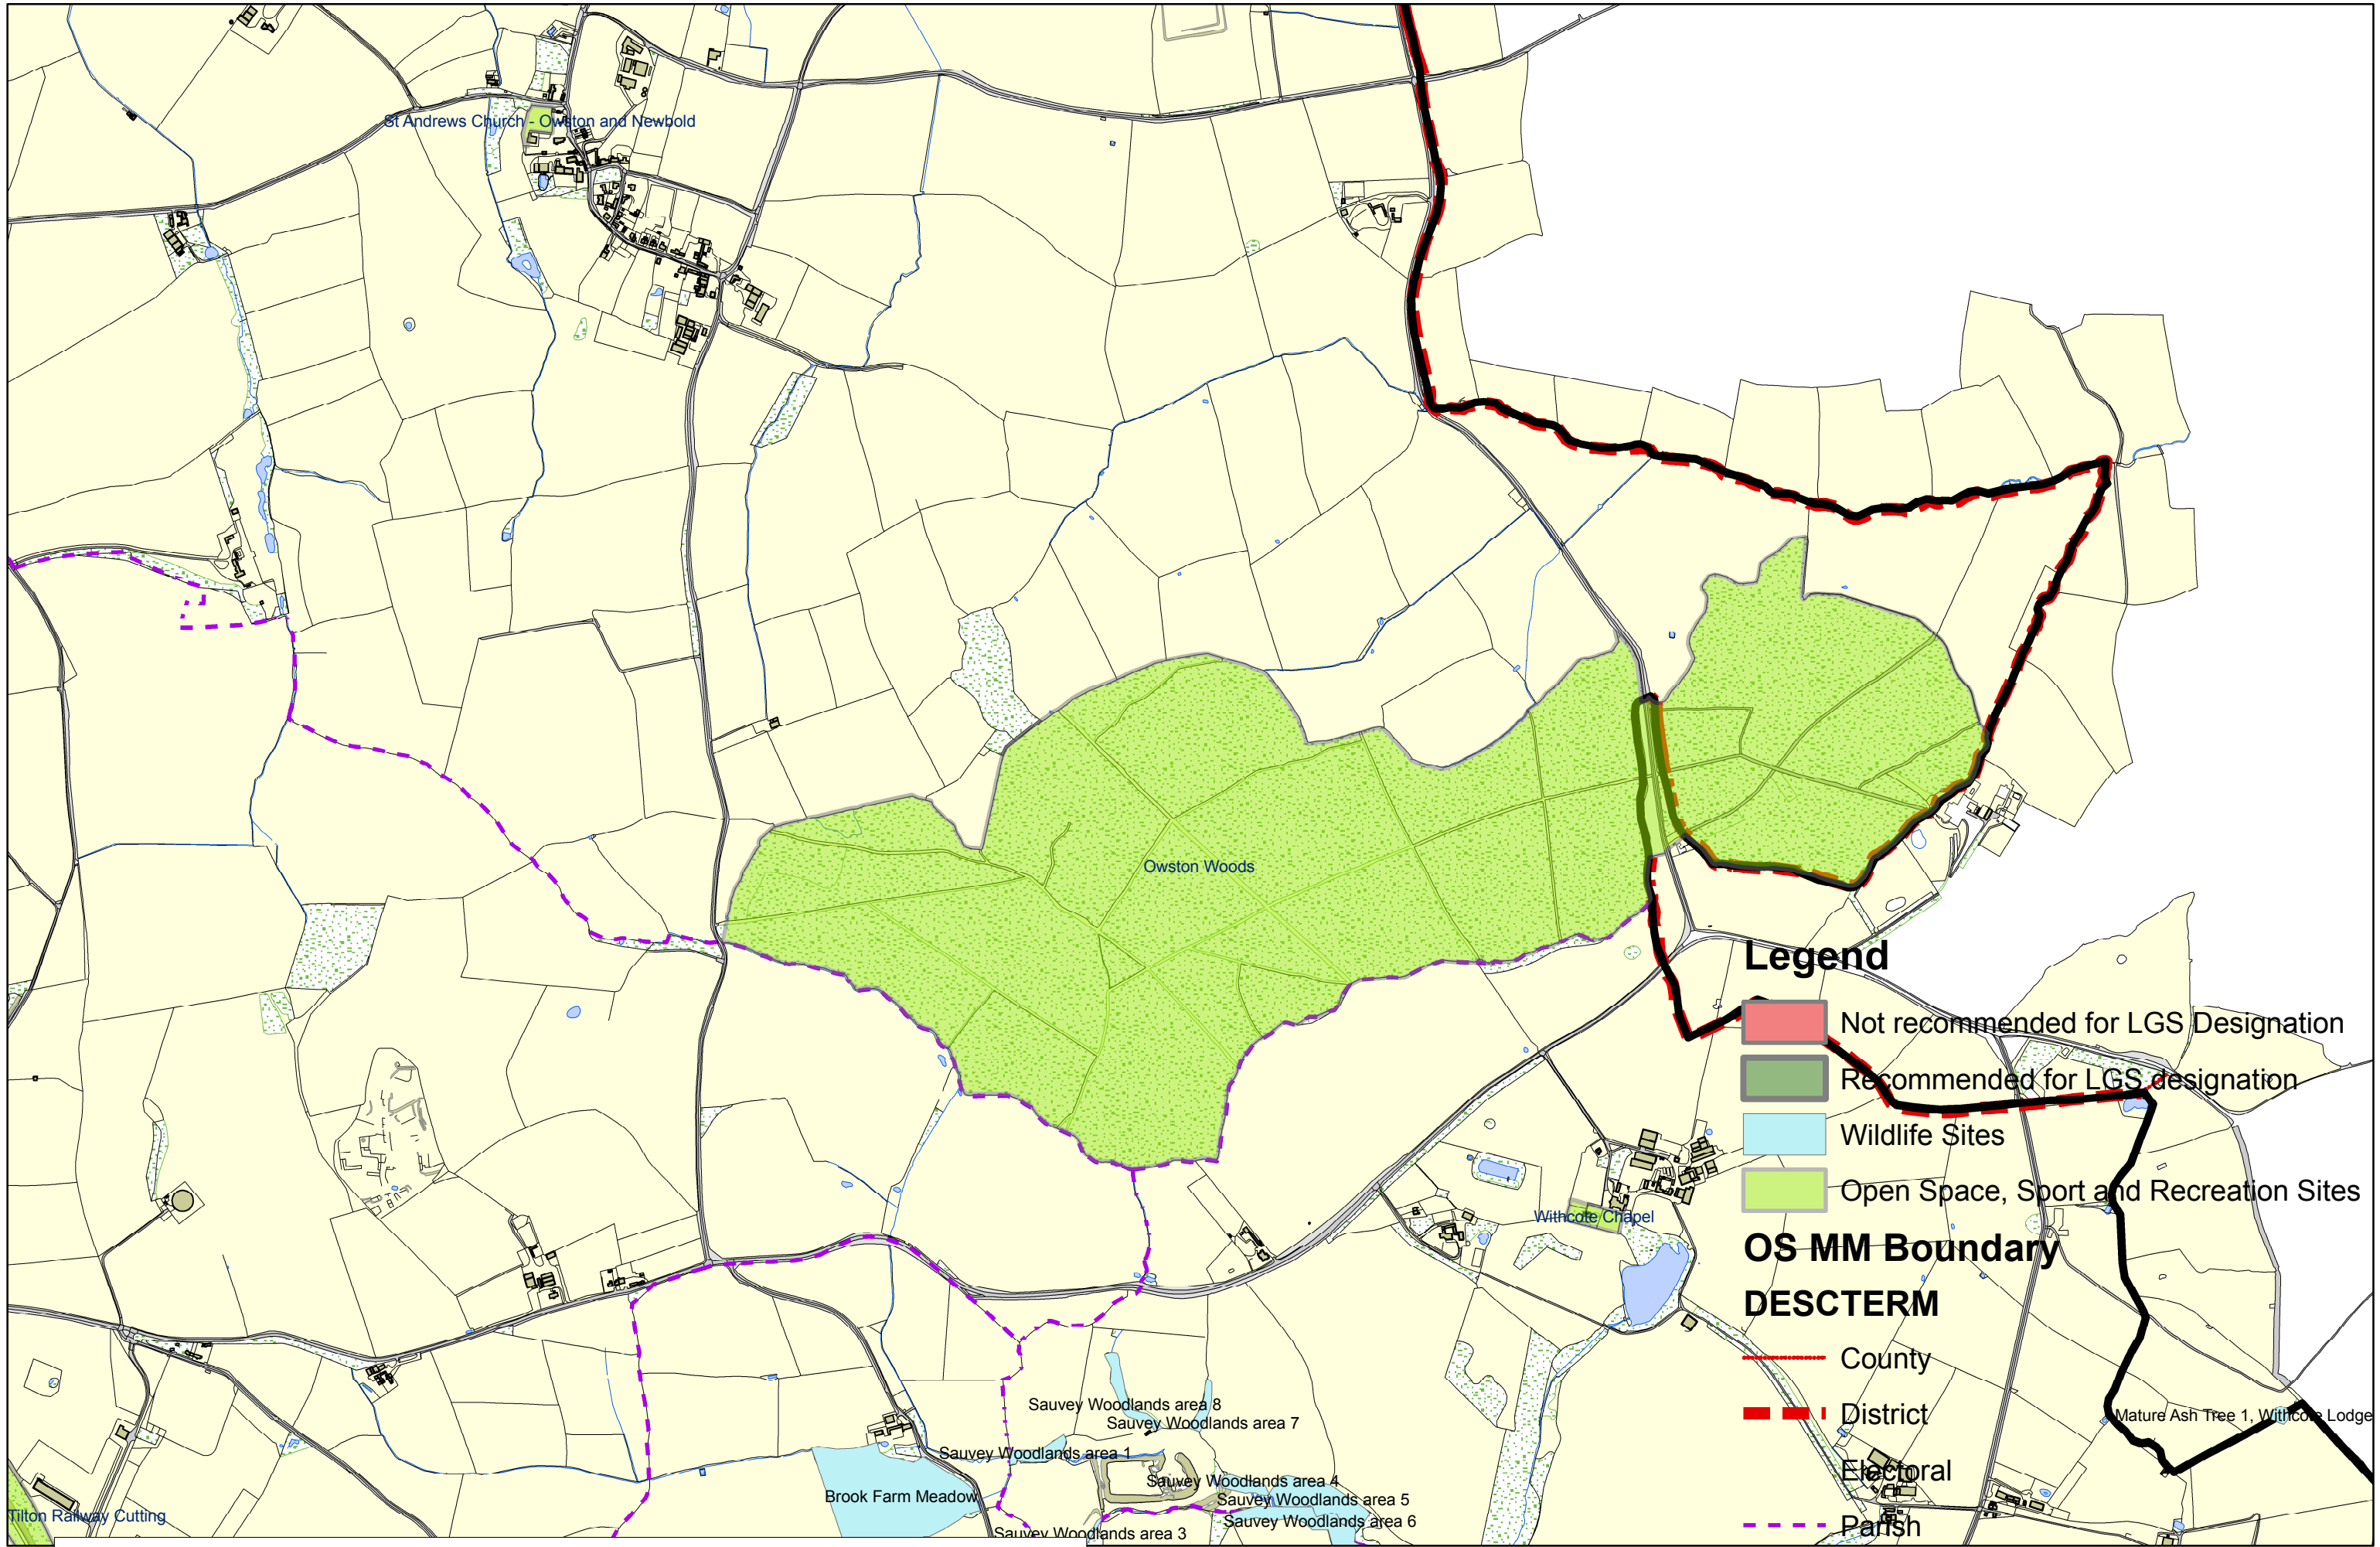 St Andrews Church - Owston and Newbold
Owston Woods
Legend
Not recommended for LGS Designation
Recommended for LGS designation
Wildlife Sites
Open Space, Sport and Recreation Sites
OS MM Boundary
DESCTERM
County
District
Electoral
Parish
Withcote Chapel
Mature Ash Tree 1, Withcote Lodge
Sauvey Woodlands area 8
Sauvey Woodlands area 7
Sauvey Woodlands area 1
Sauvey Woodlands area 4
Brook Farm Meadow
Sauvey Woodlands area 5
Tilton Railway Cutting
Sauvey Woodlands area 6
Sauvey Woodlands area 3